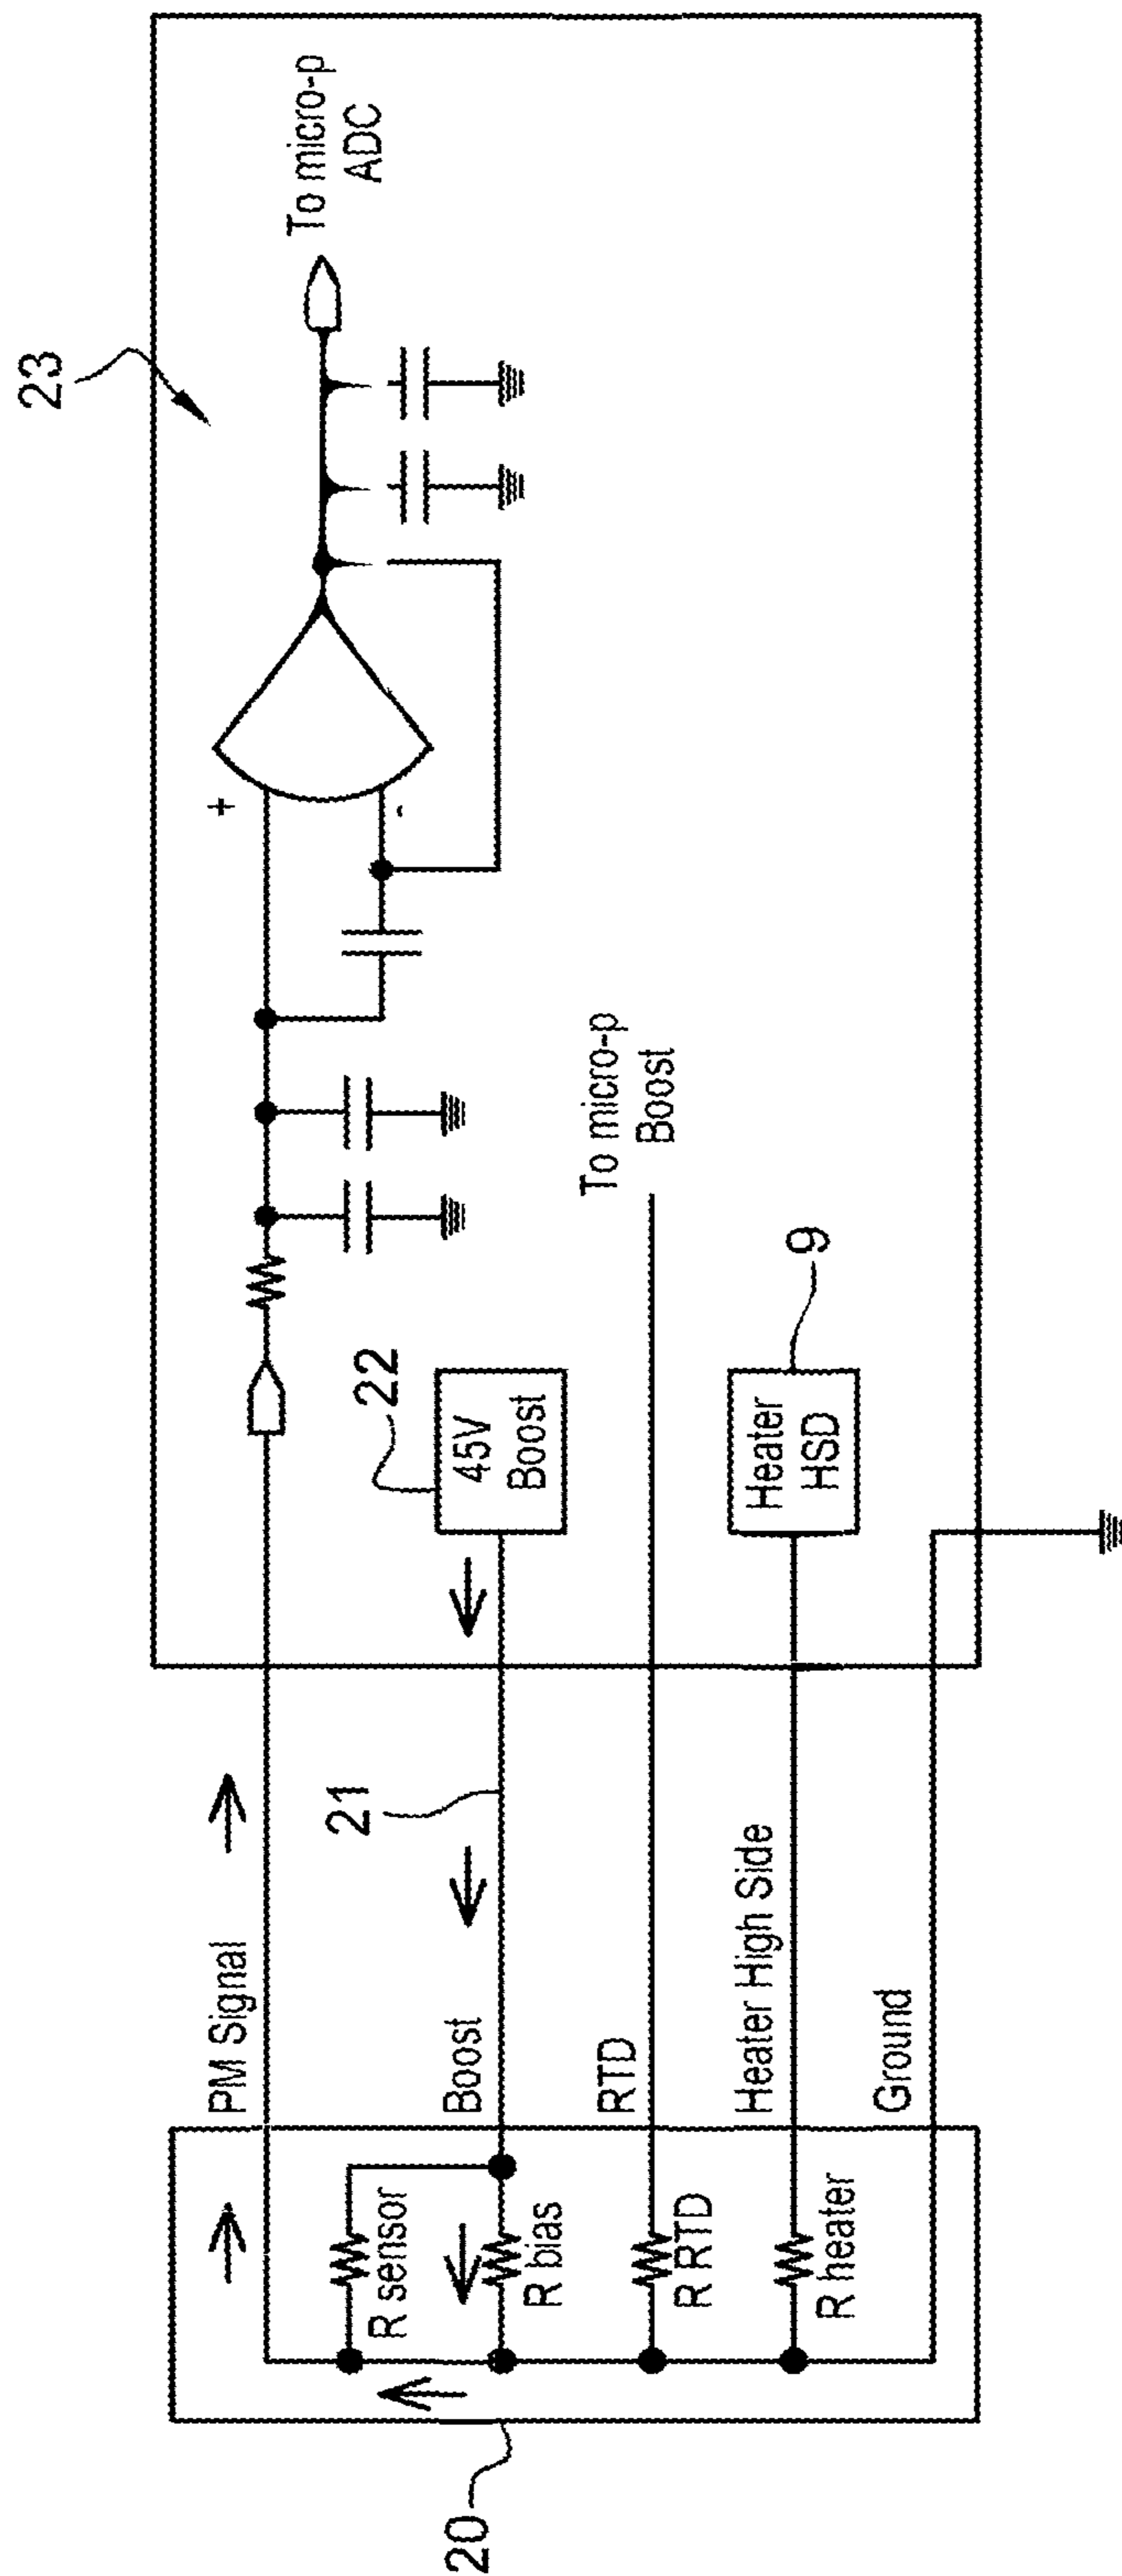 23
To micro-p
ADC
+
-
To micro-p
Boost
22
45V
Boost
9
Heater
HSD
21
PM Signal
Boost
RTD
Heater High Side
Ground
R sensor
R bias
R RTD
R heater
20